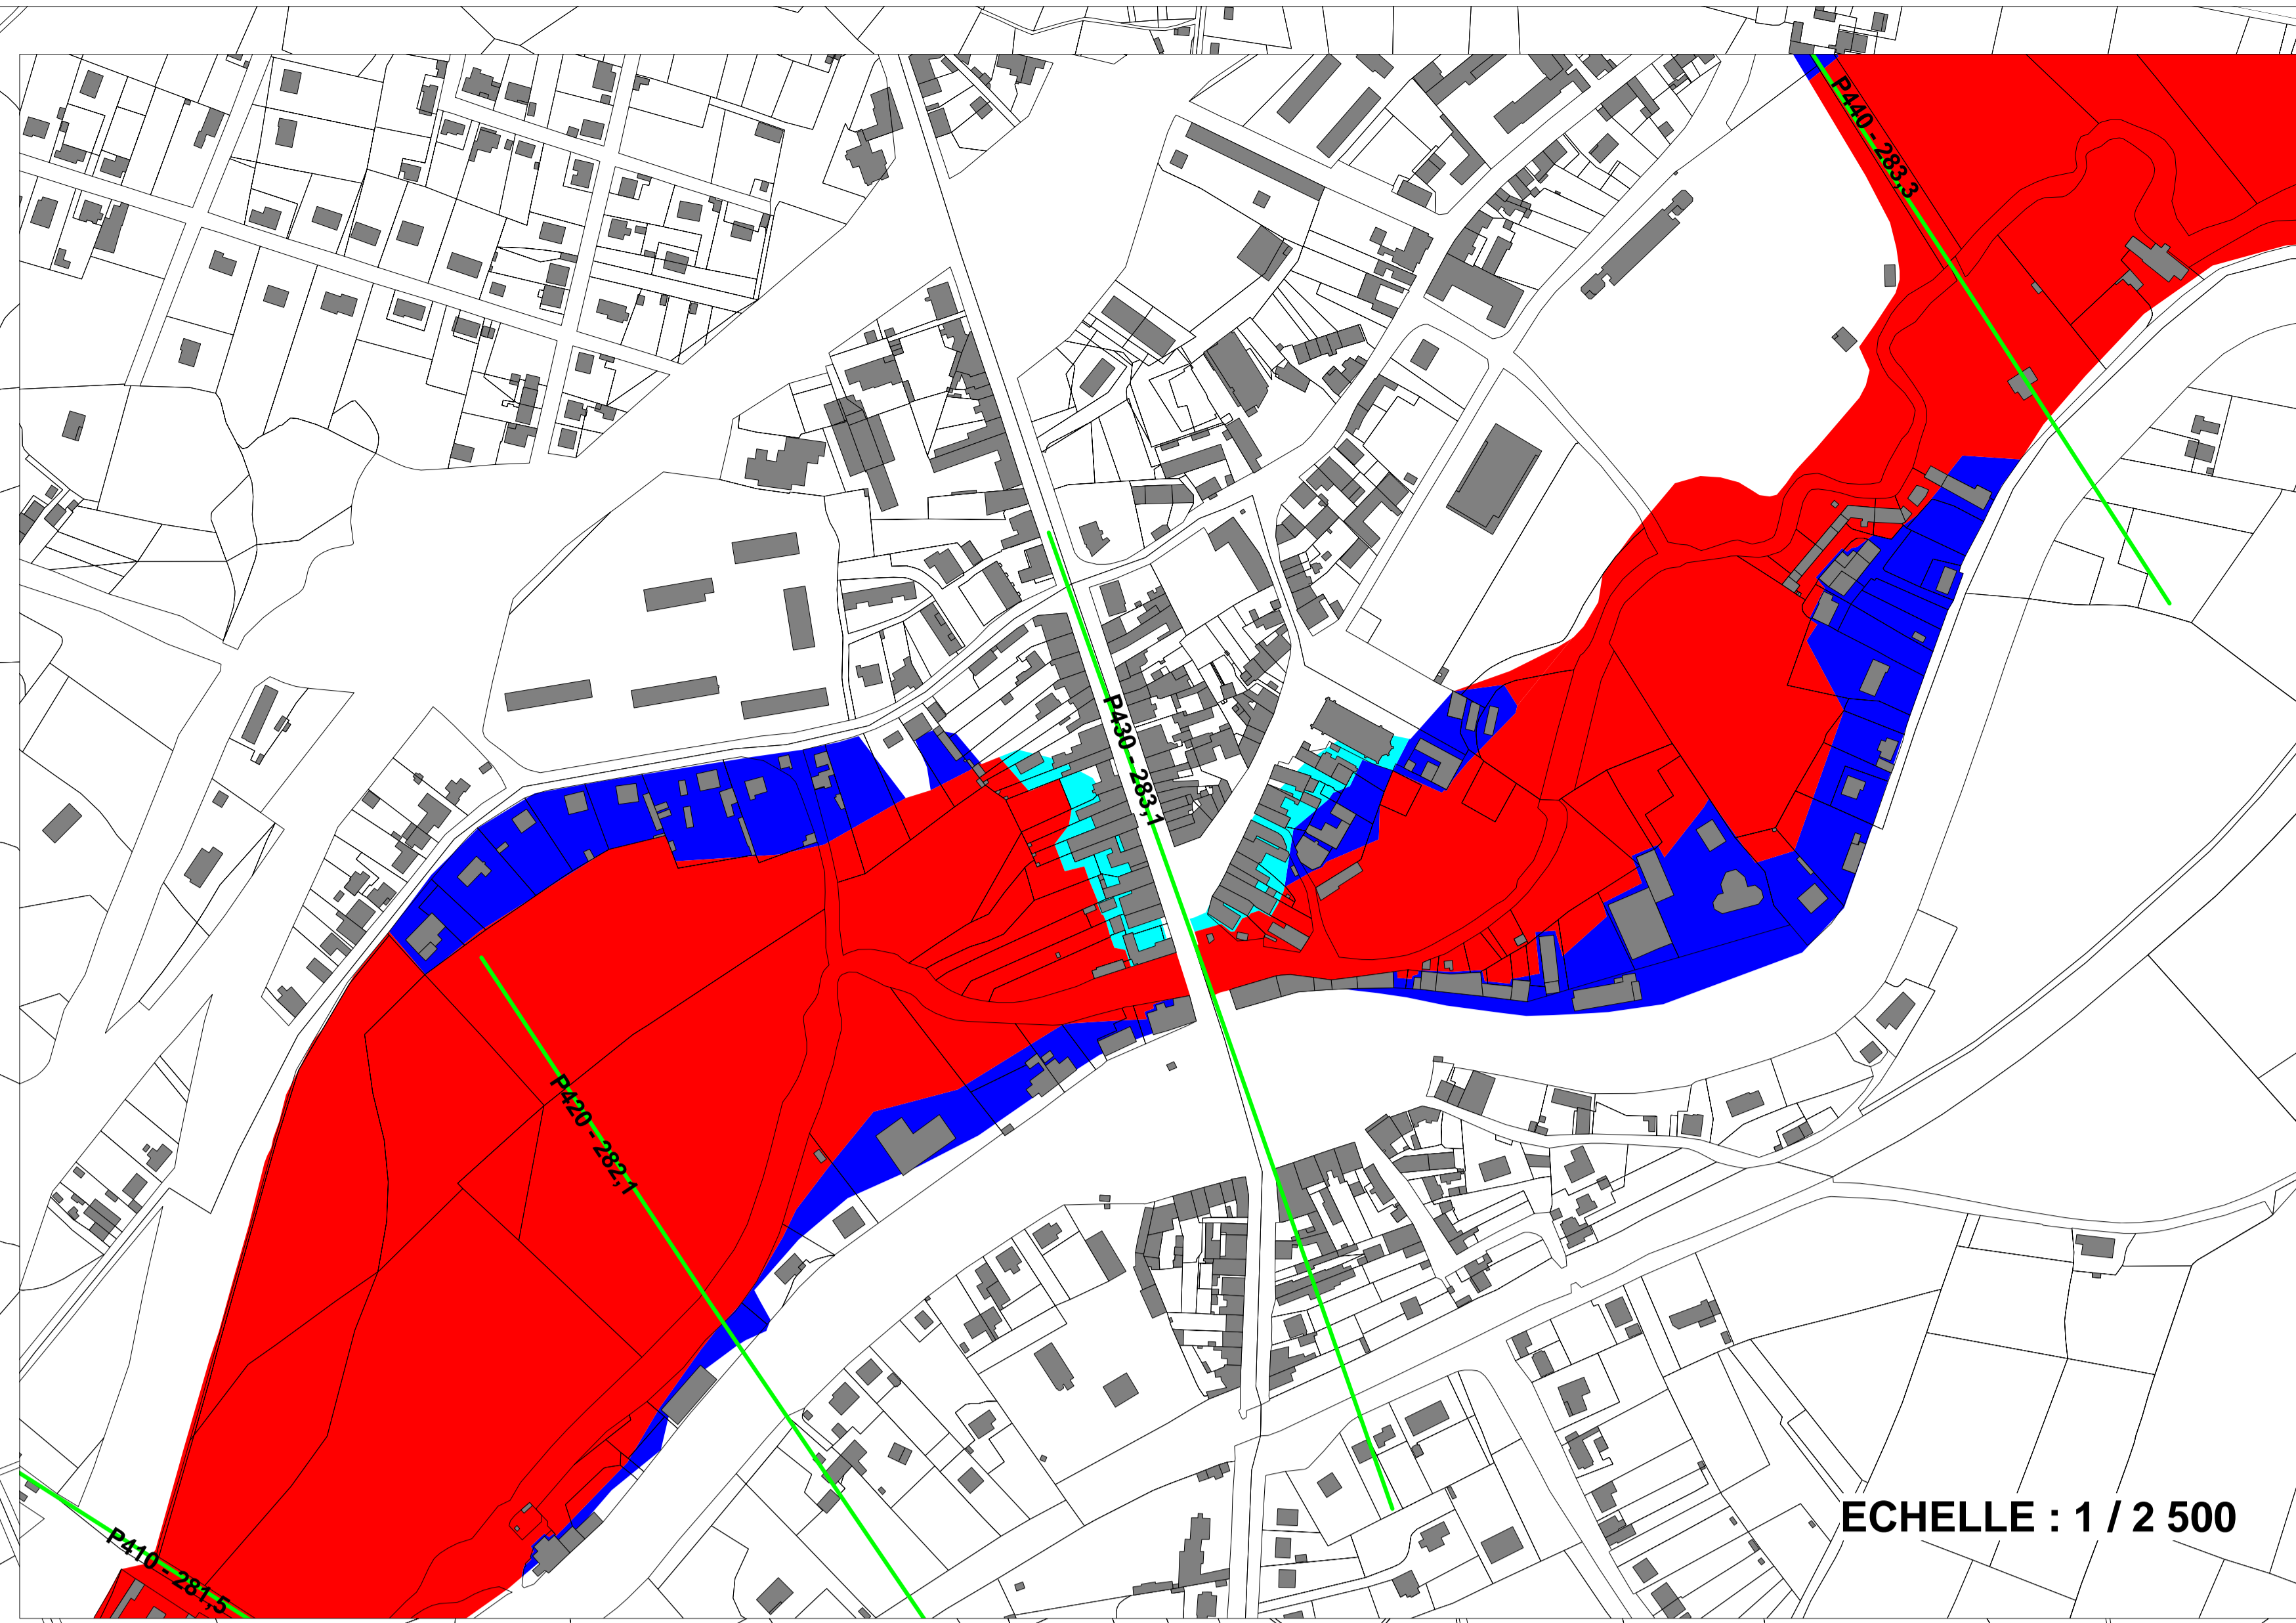 P440 - 283,3
P430 - 283,1
P420 - 282,1
P410 - 281,5
ECHELLE : 1 / 2 500